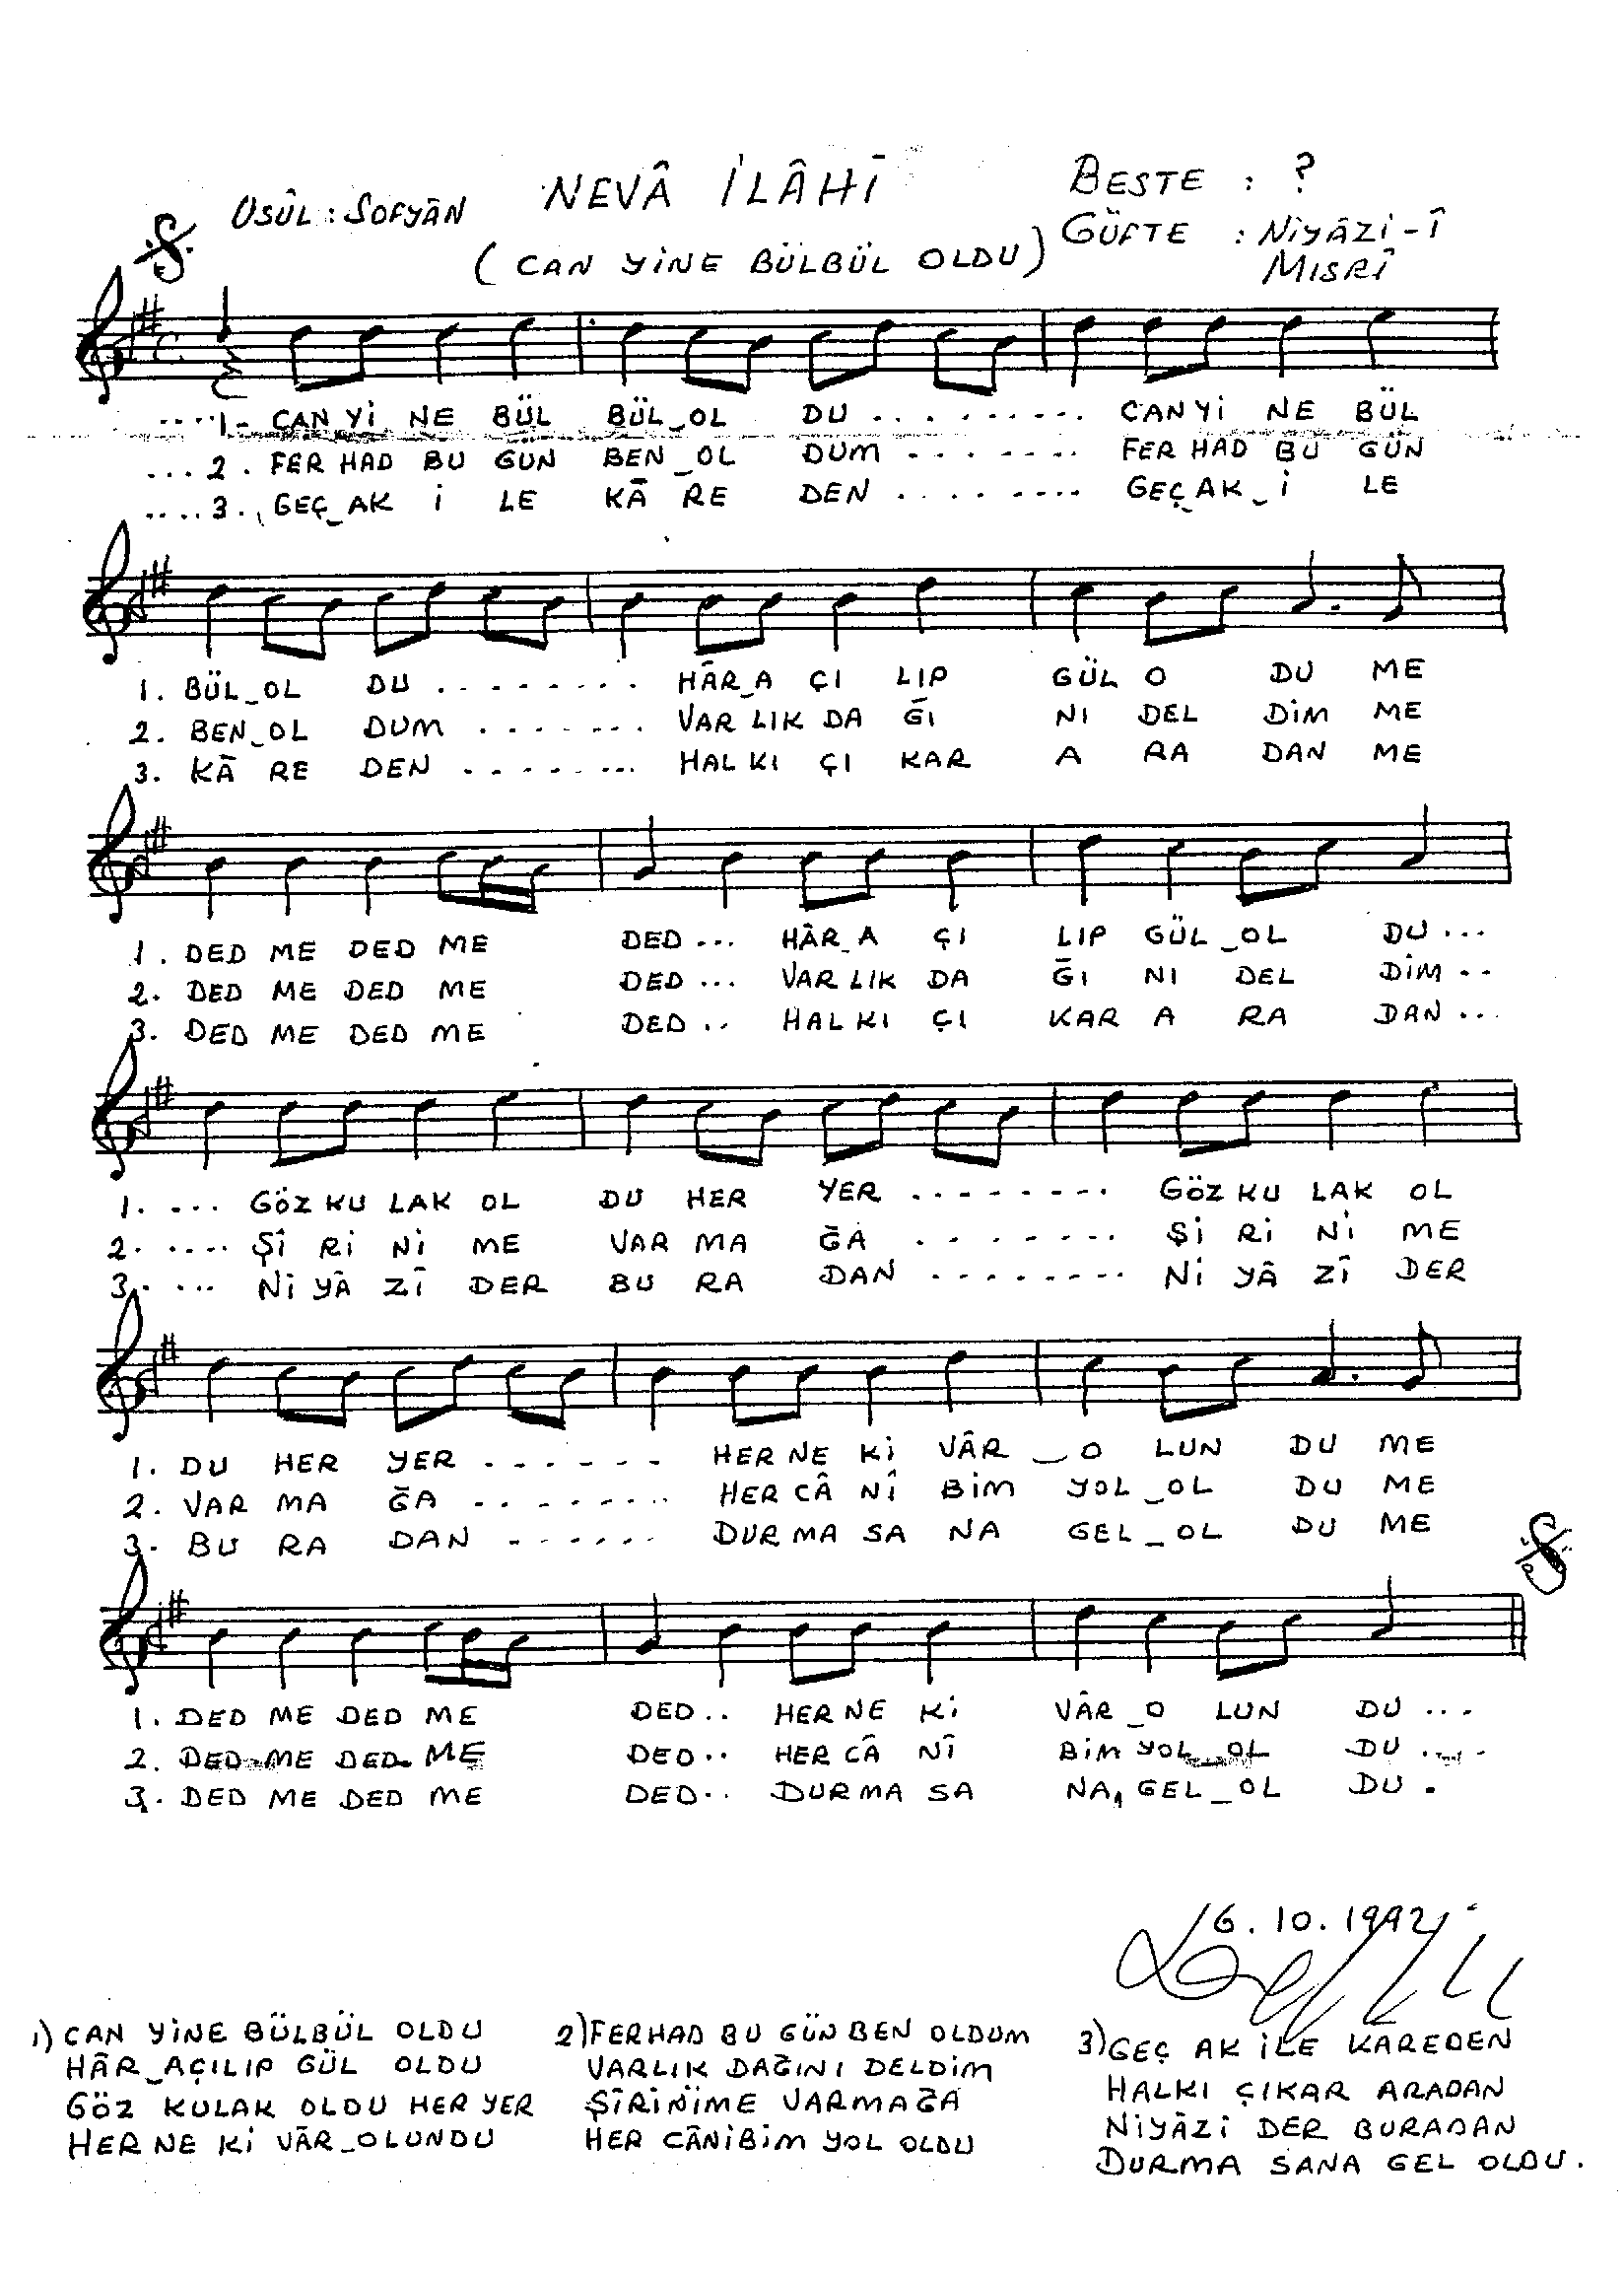 USÛL : SOFYÂN NEVÂ İLÂHÎ BESTE : ?
(CAN YİNE BÜLBÜL OLDU) GÜFTE : NİYÂZİ-Î
MISRÎ
....1- CAN Yİ NE BÜL BÜL_OL DU ......... CAN Yİ NE BÜL
...2. FER HAD BU GÜN BEN_OL DUM ........ FER HAD BU GÜN
....3. GEÇ_AK İ LE KÂ RE DEN ......... GEÇ_AK_İ LE
1. BÜL_OL DU ......... HÂR_A ÇI LIP GÜL O DU ME
2. BEN_OL DUM ....... VAR LIK DA ĞI NI DEL DİM ME
3. KÂ RE DEN ........ HAL KI ÇI KAR A RA DAN ME
1. DED ME DED ME DED... HÂR_A ÇI LIP GÜL_OL DU...
2. DED ME DED ME DED... VAR LIK DA ĞI NI DEL DİM..
3. DED ME DED ME DED.. HAL KI ÇI KAR A RA DAN...
1. ... GÖZ KU LAK OL DU HER YER ......... GÖZ KU LAK OL
2. .... Şİ Rİ Nİ ME VAR MA ĞA ........ Şİ Rİ Nİ ME
3. .... Nİ YÂ ZÎ DER BU RA DAN ......... Nİ YÂ ZÎ DER
1. DU HER YER ....... HER NE Kİ VÂR_O LUN DU ME
2. VAR MA ĞA ........ HER CÂ NÎ BİM YOL_OL DU ME
3. BU RA DAN ....... DUR MA SA NA GEL_OL DU ME
1. DED ME DED ME DED.. HER NE Kİ VÂR_O LUN DU...
2. DED ME DED ME DED.. HER CÂ NÎ BİM YOL_OL DU....
3. DED ME DED ME DED.. DUR MA SA NA, GEL_OL DU.
16.10.1992
1) CAN YİNE BÜLBÜL OLDU
HÂR_AÇILIP GÜL OLDU
GÖZ KULAK OLDU HER YER
HER NE Kİ VÂR_OLUNDU
2) FERHAD BU GÜN BEN OLDUM
VARLIK DAĞINI DELDİM
ŞÎRİNİME VARMAĞA
HER CÂNİBİM YOL OLDU
3) GEÇ AK İLE KAREDEN
HALKI ÇIKAR ARADAN
NİYÂZİ DER BURADAN
DURMA SANA GEL OLDU.